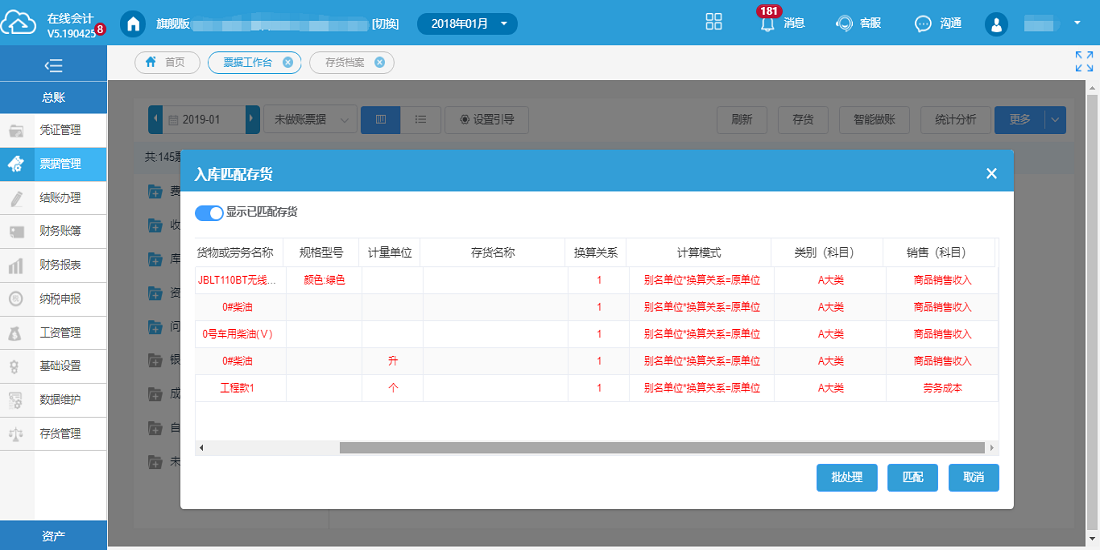 在线会计
V5.190425
8
旗舰版
[切换]
2018年01月
181
消息
客服
沟通
首页
票据工作台
存货档案
总账
凭证管理
票据管理
结账办理
财务账簿
财务报表
纳税申报
工资管理
基础设置
数据维护
存货管理
资产
2019-01
未做账票据
设置引导
刷新
存货
智能做账
统计分析
更多
共:145票
费
收
库
资
问
银
成
自
未
入库匹配存货
显示已匹配存货
货物或劳务名称 规格型号 计量单位 存货名称 换算关系 计算模式 类别（科目） 销售（科目）
JBLT110BT无线... 颜色:绿色 1 别名单位*换算关系=原单位 A大类 商品销售收入
0#柴油 1 别名单位*换算关系=原单位 A大类 商品销售收入
0号车用柴油(Ⅴ) 1 别名单位*换算关系=原单位 A大类 商品销售收入
0#柴油 升 1 别名单位*换算关系=原单位 A大类 商品销售收入
工程款1 个 1 别名单位*换算关系=原单位 A大类 劳务成本
批处理 匹配 取消